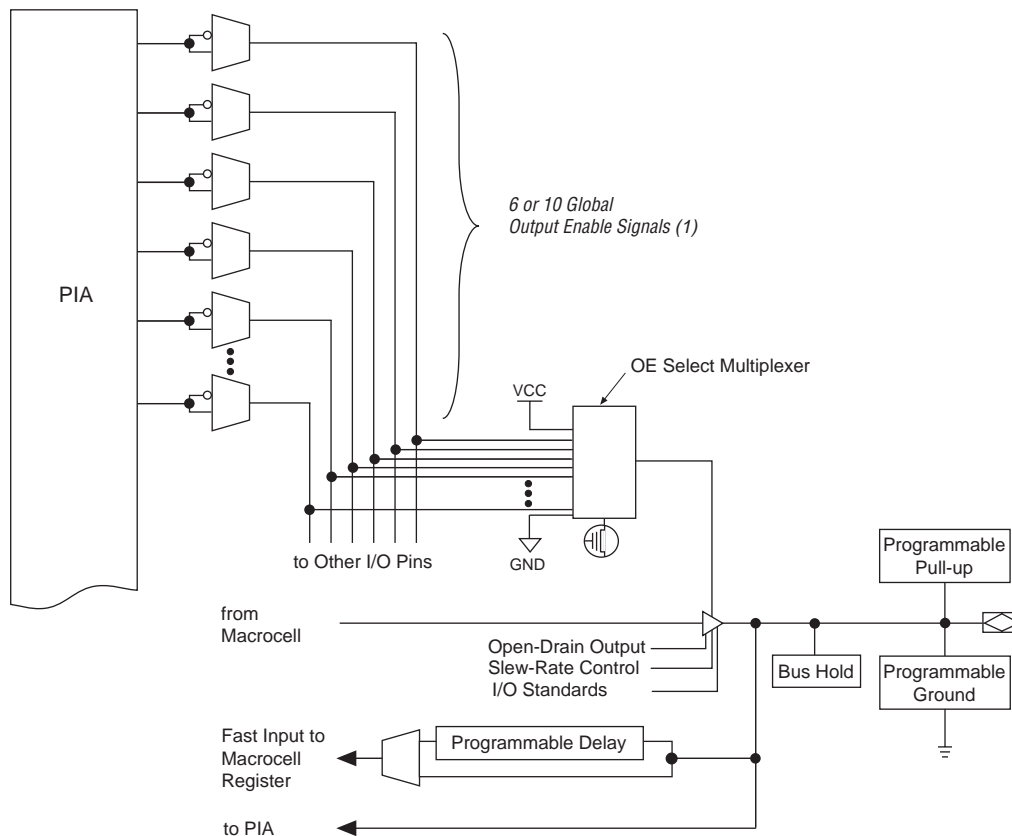 PIA
6 or 10 Global
Output Enable Signals (1)
OE Select Multiplexer
VCC
GND
to Other I/O Pins
Programmable
Pull-up
from
Macrocell
Open-Drain Output
Slew-Rate Control
I/O Standards
Bus Hold
Programmable
Ground
Fast Input to
Macrocell
Register
Programmable Delay
to PIA